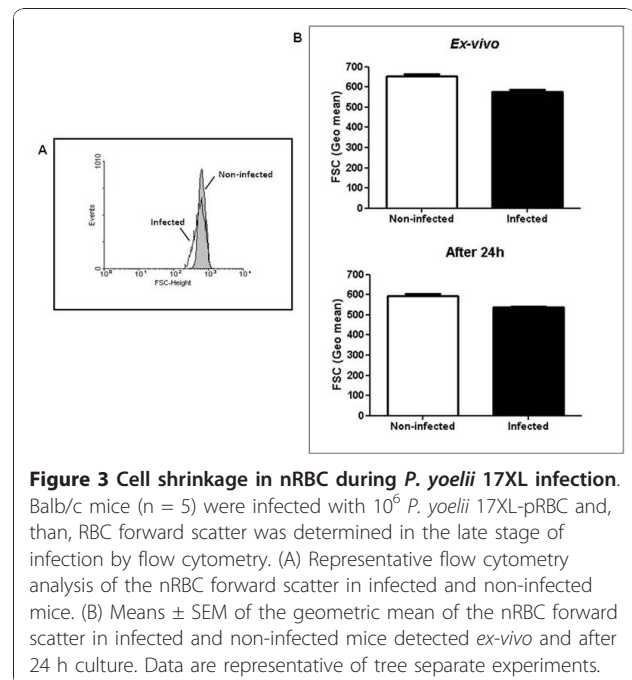 A
1010
Events
0
Non-infected
Infected
10⁰ 10¹ 10² 10³ 10⁴
FSC-Height
B
Ex-vivo
FSC (Geo mean)
700
600
500
400
300
200
100
0
Non-infected Infected
After 24h
FSC (Geo mean)
700
600
500
400
300
200
100
0
Non-infected Infected
Figure 3 Cell shrinkage in nRBC during P. yoelii 17XL infection.
Balb/c mice (n = 5) were infected with 10⁶ P. yoelii 17XL-pRBC and,
than, RBC forward scatter was determined in the late stage of
infection by flow cytometry. (A) Representative flow cytometry
analysis of the nRBC forward scatter in infected and non-infected
mice. (B) Means ± SEM of the geometric mean of the nRBC forward
scatter in infected and non-infected mice detected ex-vivo and after
24 h culture. Data are representative of tree separate experiments.